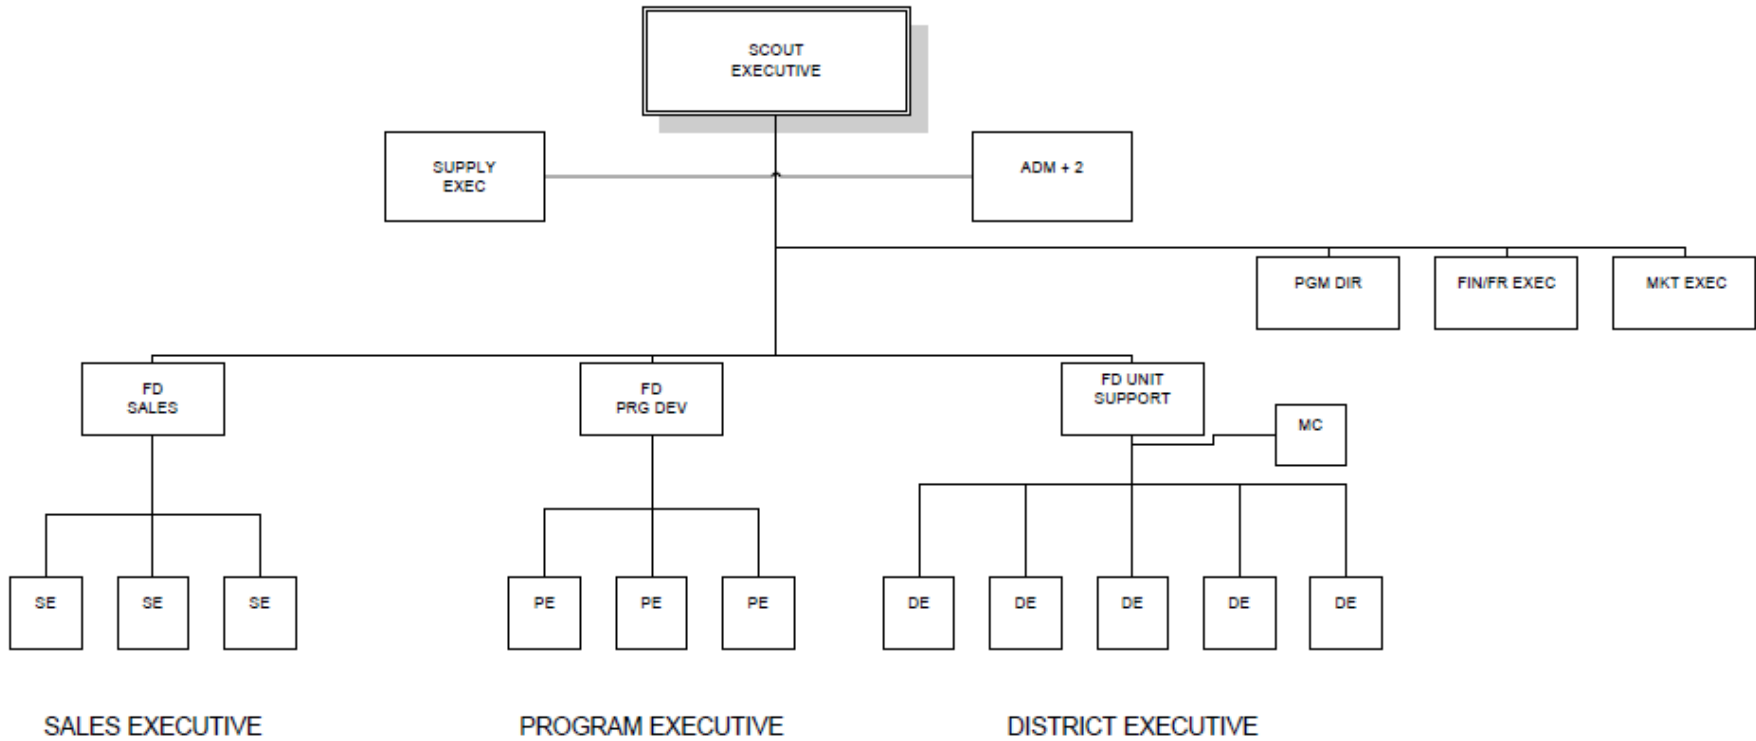 SCOUT
EXECUTIVE
SUPPLY
EXEC
ADM + 2
PGM DIR
FIN/FR EXEC
MKT EXEC
FD
SALES
FD
PRG DEV
FD UNIT
SUPPORT
MC
SE
SE
SE
PE
PE
PE
DE
DE
DE
DE
DE
SALES EXECUTIVE
PROGRAM EXECUTIVE
DISTRICT EXECUTIVE